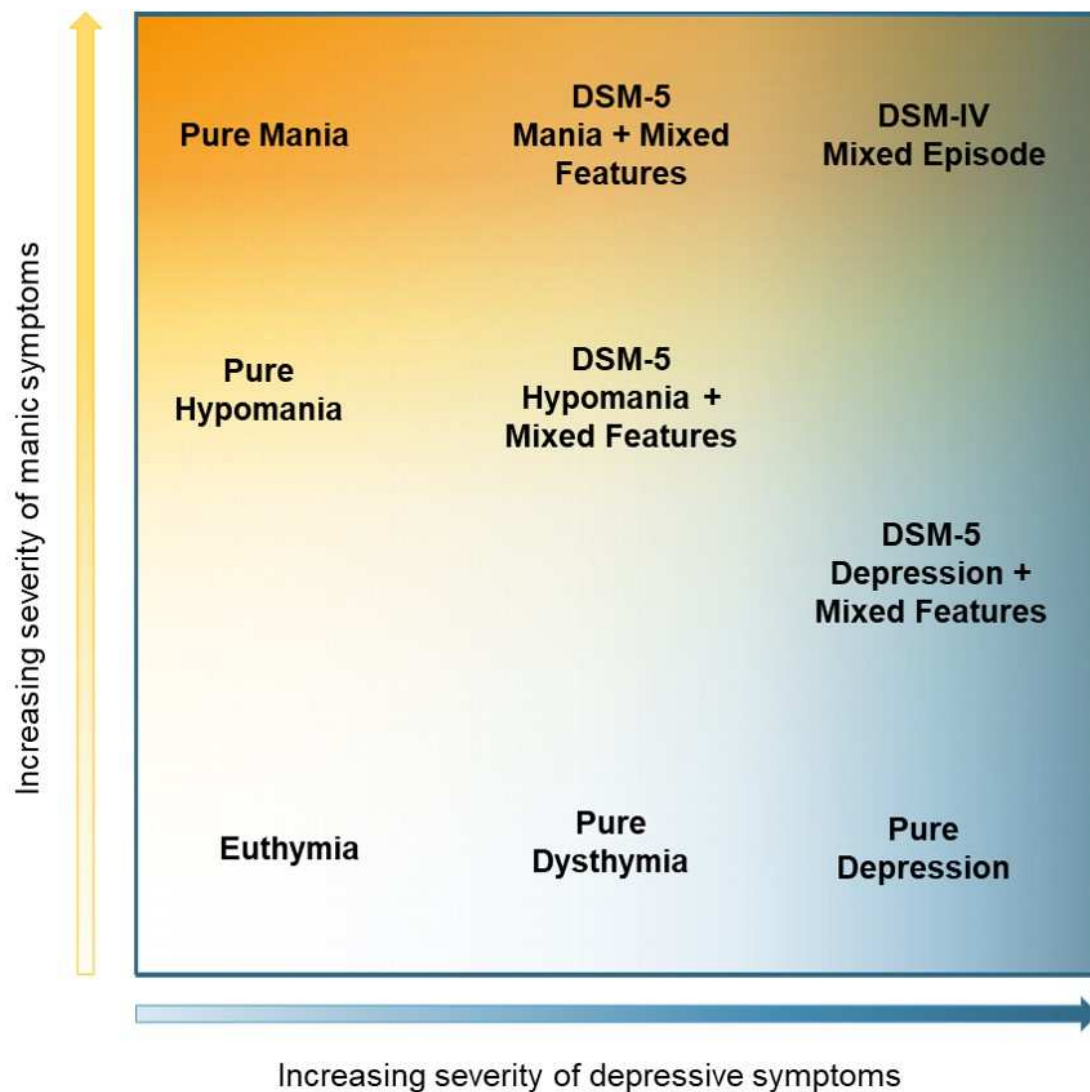 Increasing severity of manic symptoms
Pure Mania
DSM-5
Mania + Mixed
Features
DSM-IV
Mixed Episode
Pure
Hypomania
DSM-5
Hypomania +
Mixed Features
DSM-5
Depression +
Mixed Features
Euthymia
Pure
Dysthymia
Pure
Depression
Increasing severity of depressive symptoms